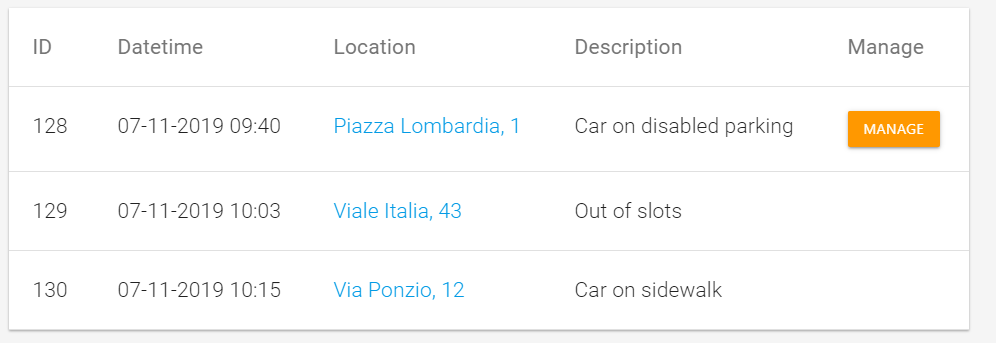 ID Datetime Location Description Manage
128 07-11-2019 09:40 Piazza Lombardia, 1 Car on disabled parking MANAGE
129 07-11-2019 10:03 Viale Italia, 43 Out of slots
130 07-11-2019 10:15 Via Ponzio, 12 Car on sidewalk